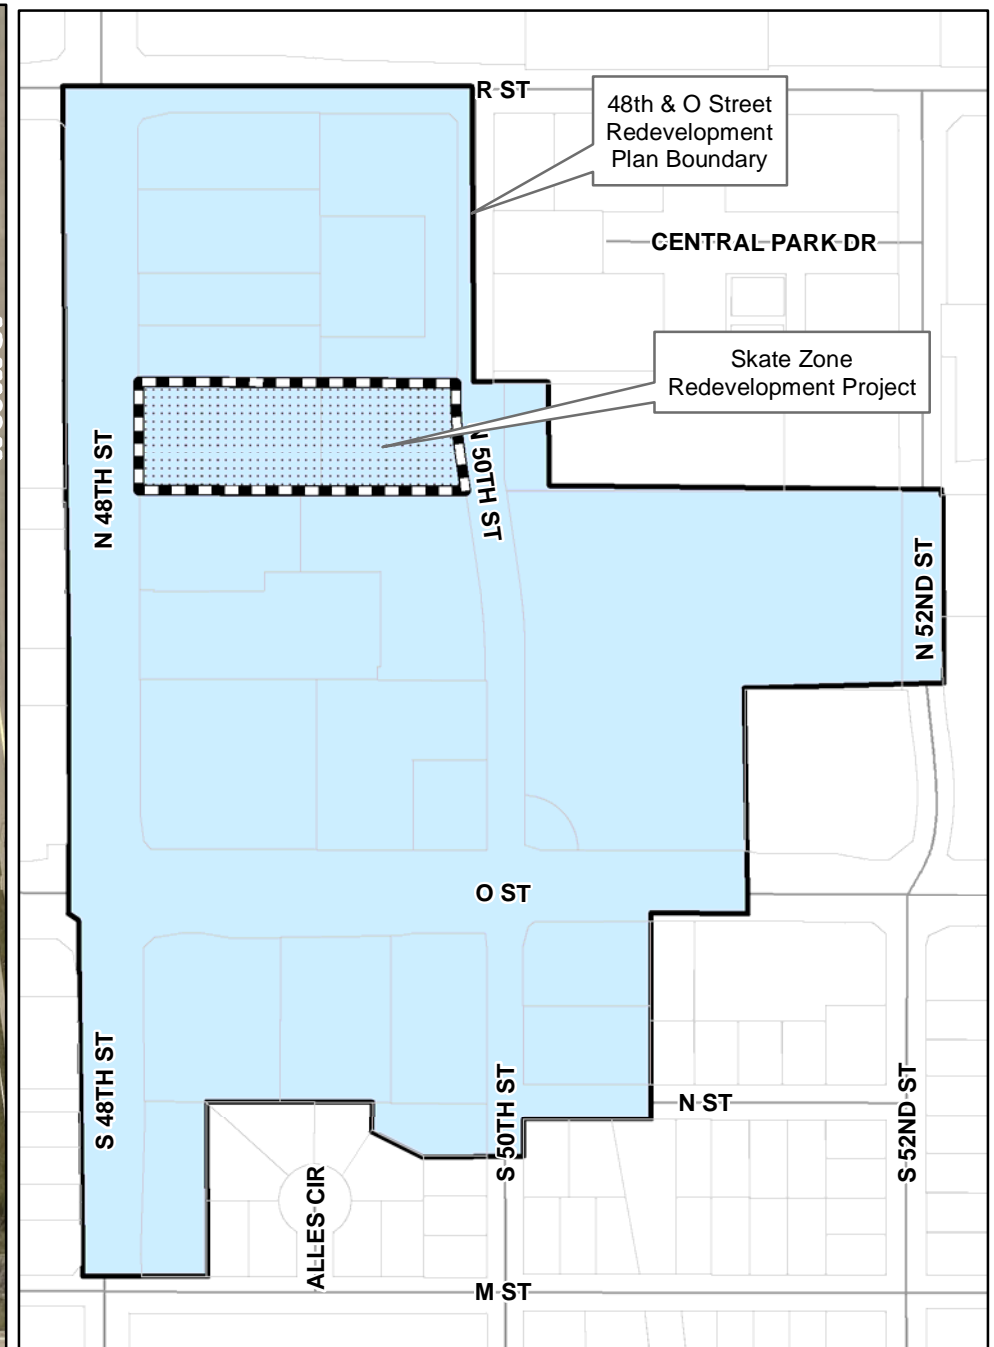 R ST
48th & O Street
Redevelopment
Plan Boundary
CENTRAL PARK DR
Skate Zone
Redevelopment Project
N 48TH ST
N 50TH ST
N 52ND ST
O ST
S 48TH ST
S 50TH ST
N ST
S 52ND ST
ALLES CIR
M ST